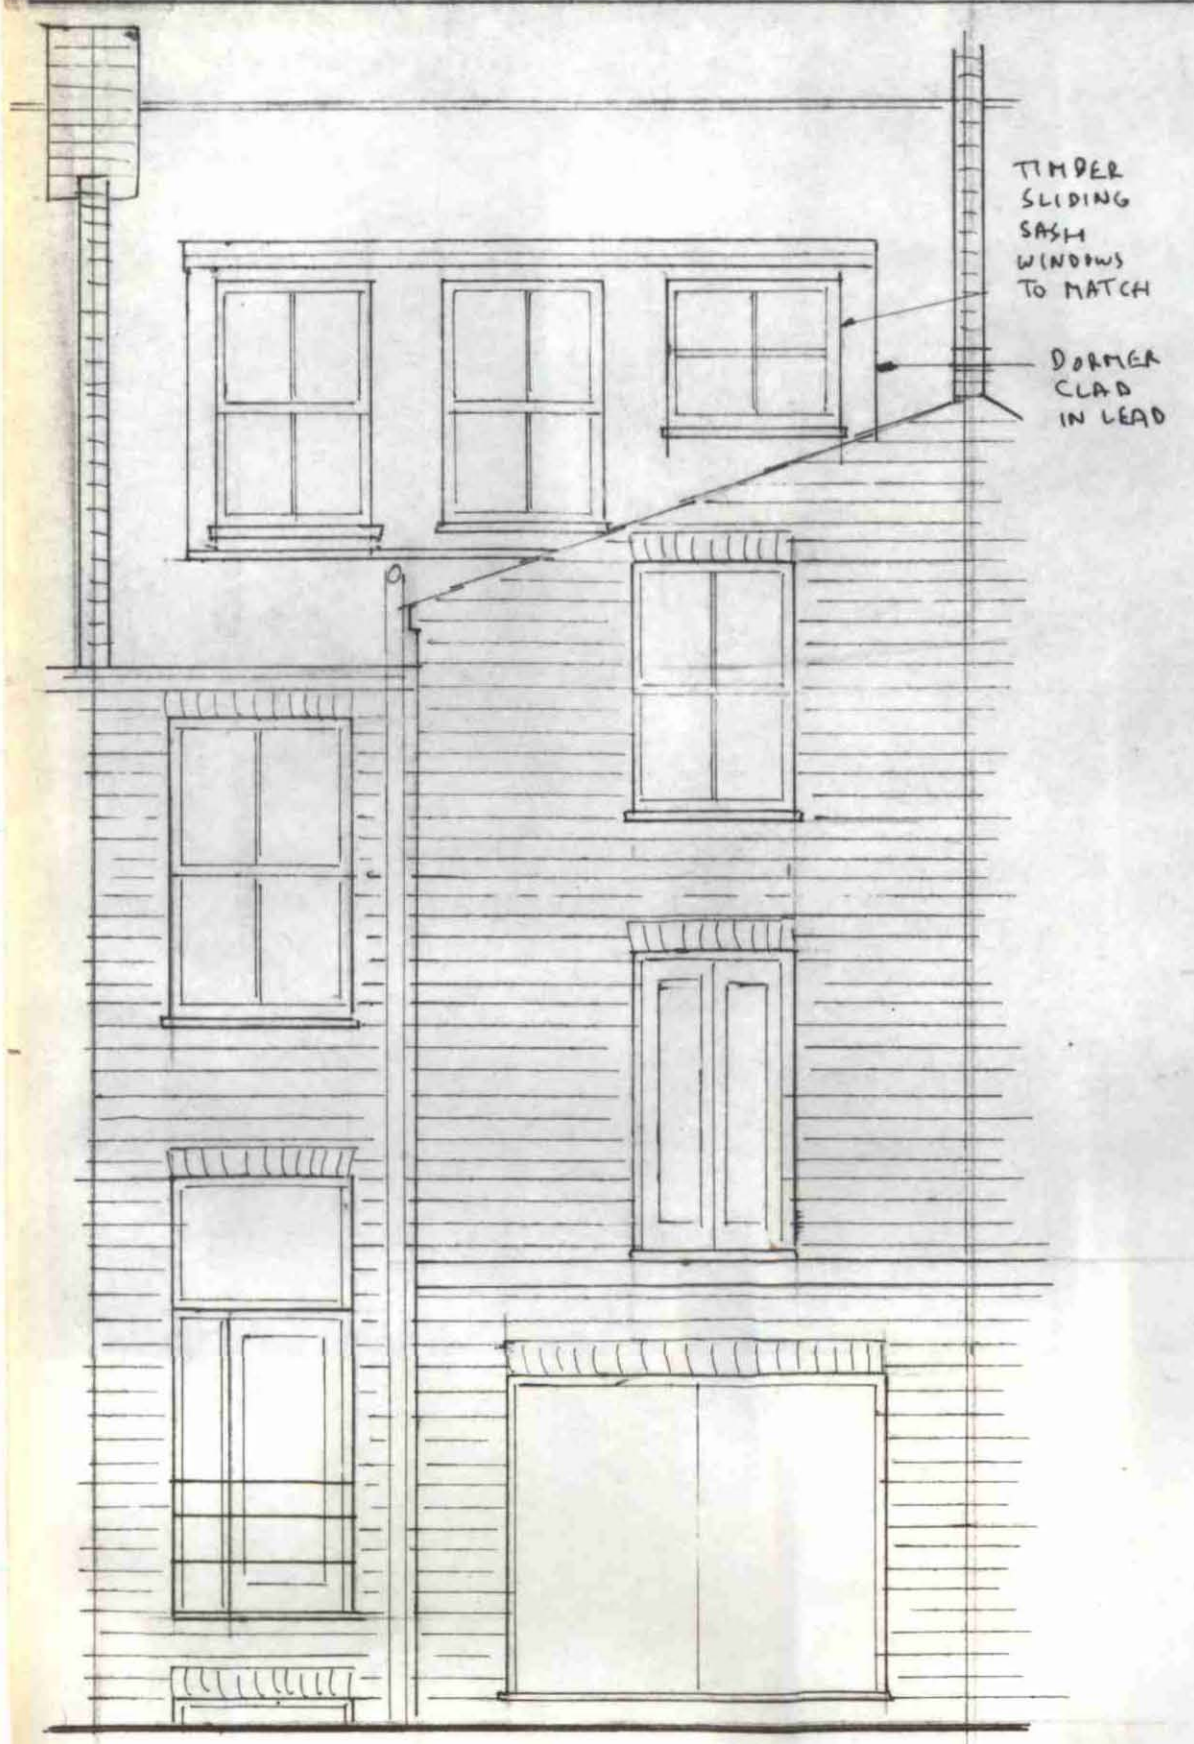 TIMBER
SLIDING
SASH
WINDOWS
TO MATCH
DORMER
CLAD
IN LEAD